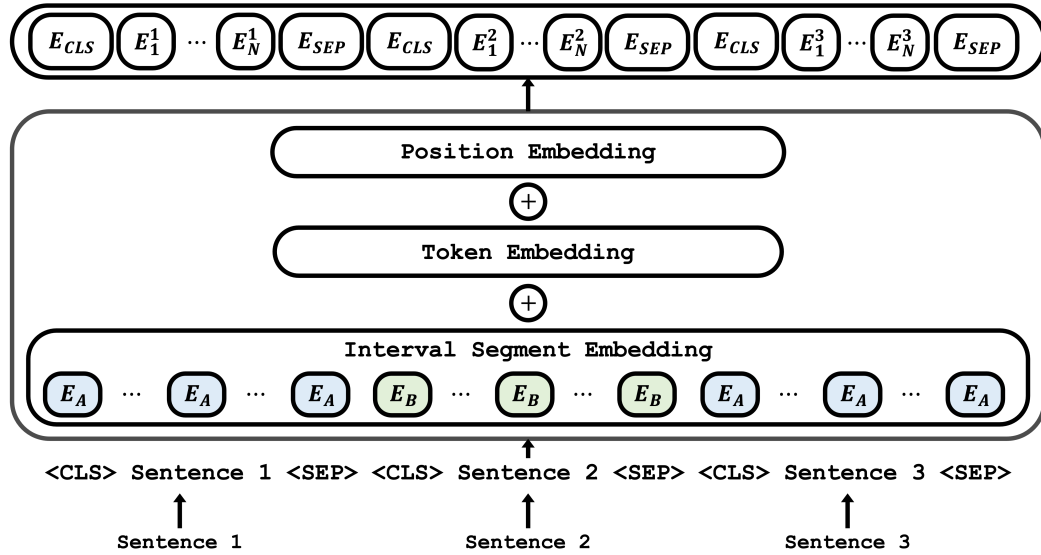 E_CLS E_1^1 ... E_N^1 E_SEP E_CLS E_1^2 ... E_N^2 E_SEP E_CLS E_1^3 ... E_N^3 E_SEP
Position Embedding
+
Token Embedding
+
Interval Segment Embedding
E_A ... E_A ... E_A E_B ... E_B ... E_B E_A ... E_A ... E_A
<CLS> Sentence 1 <SEP> <CLS> Sentence 2 <SEP> <CLS> Sentence 3 <SEP>
Sentence 1 Sentence 2 Sentence 3